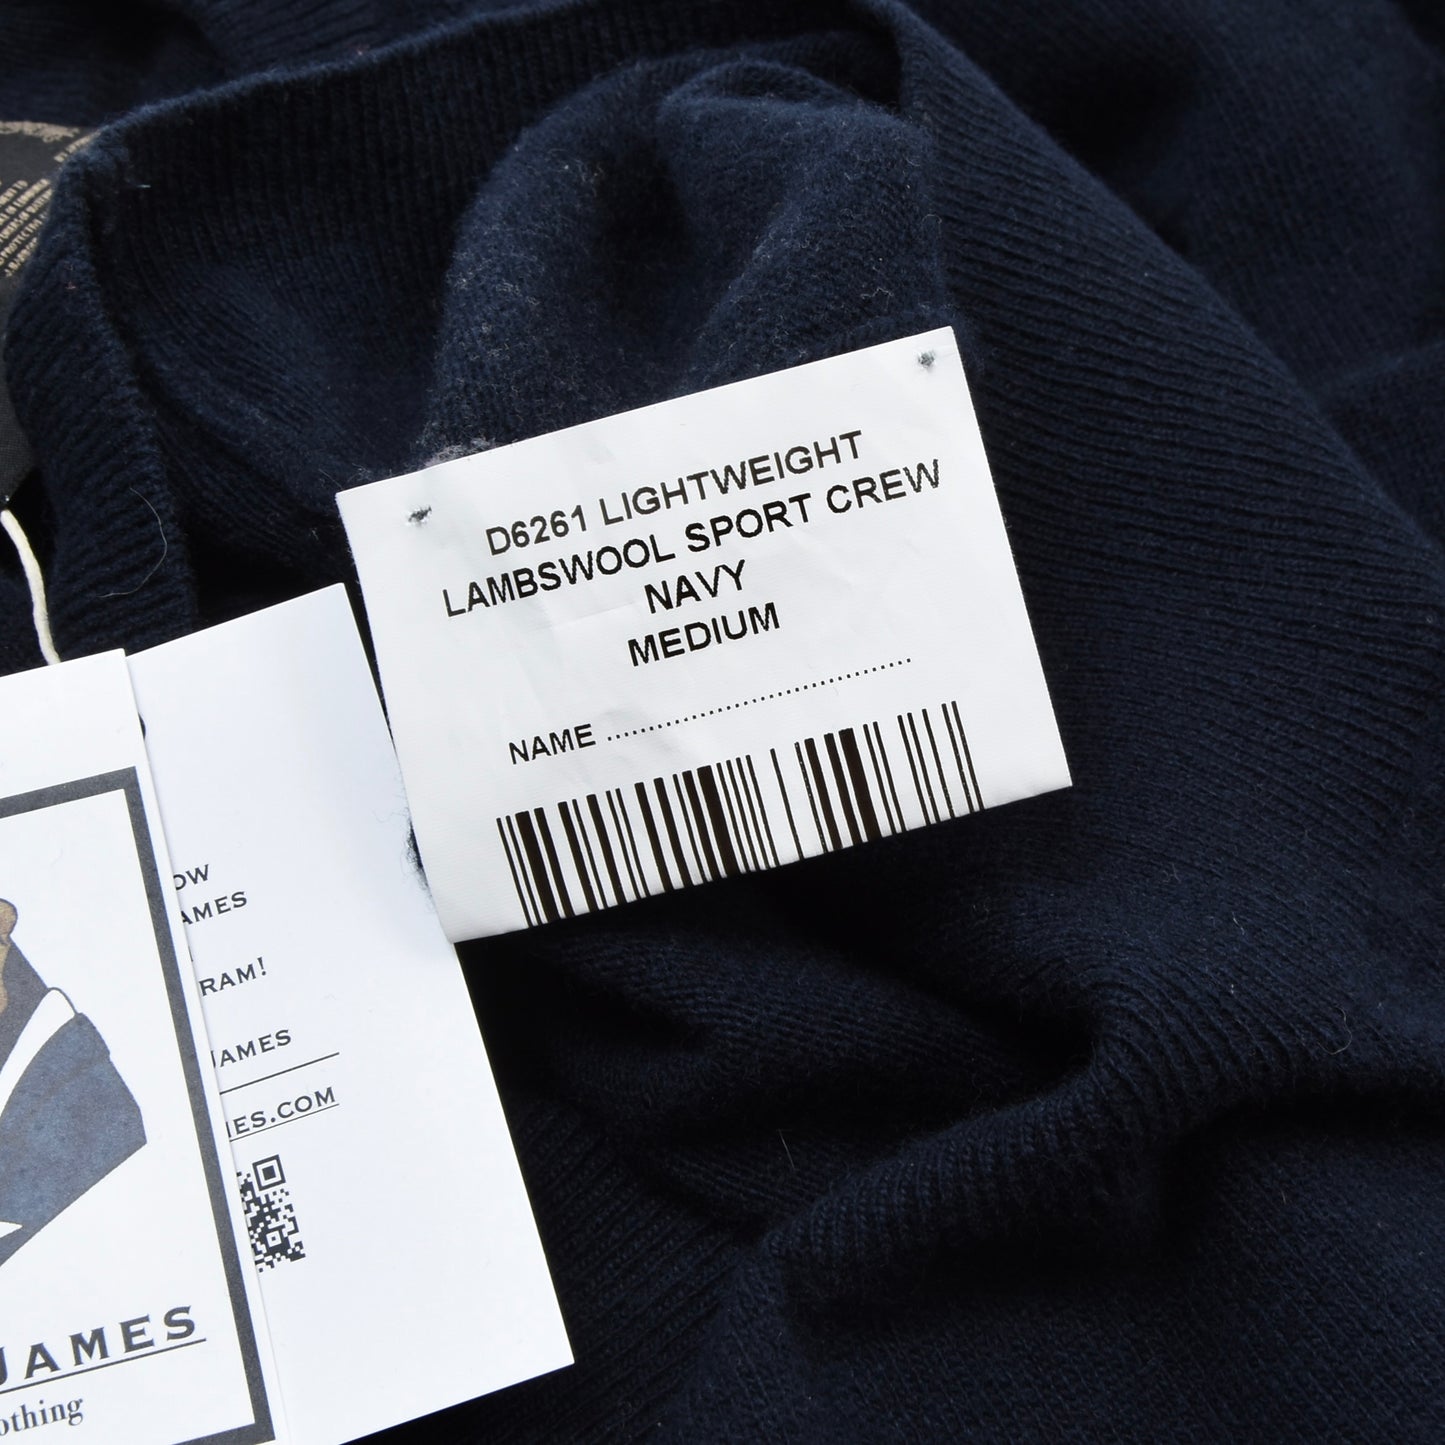 D6261 LIGHTWEIGHT
LAMBSWOOL SPORT CREW
NAVY
MEDIUM
NAME ......................................
OW
AMES
RAM!
JAMES
IES.COM
JAMES
othing